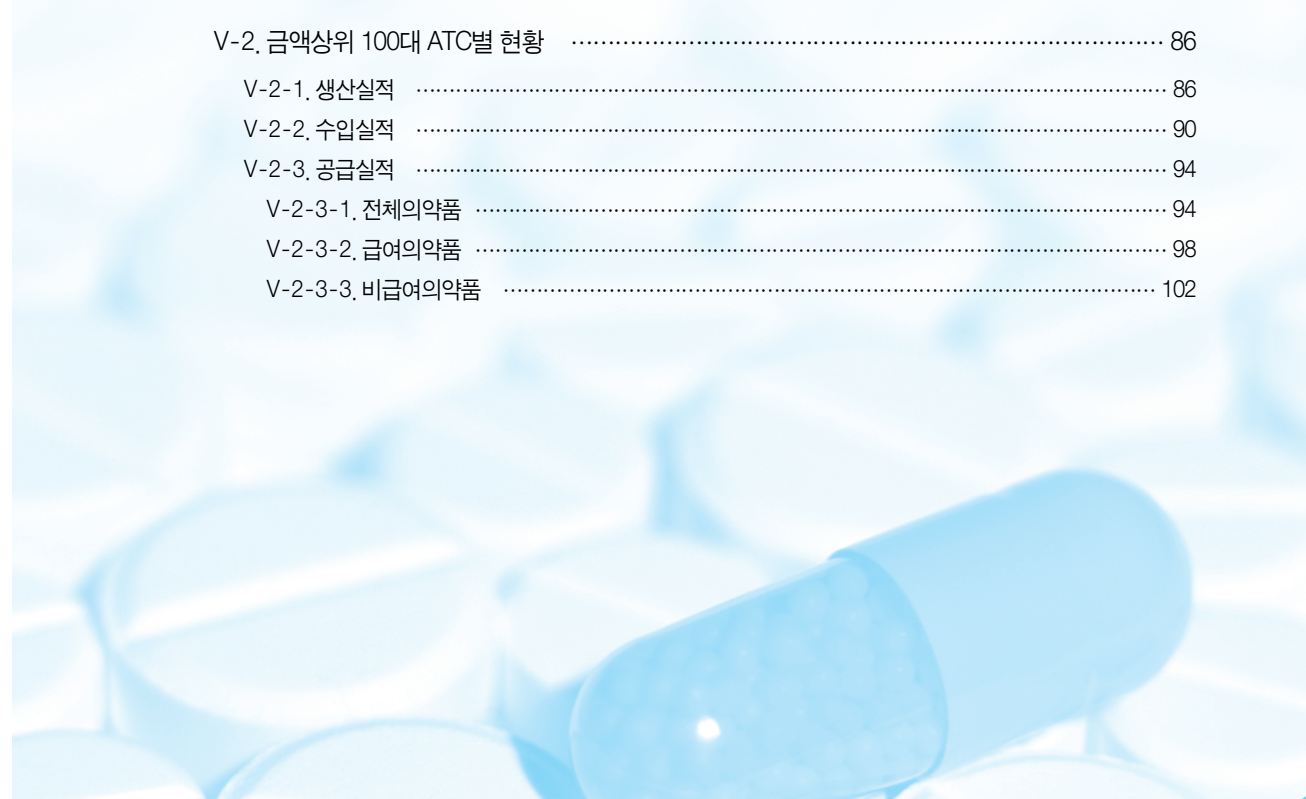 V-2. 금액상위 100대 ATC별 현황 ································ 86
V-2-1. 생산실적 ································ 86
V-2-2. 수입실적 ································ 90
V-2-3. 공급실적 ································ 94
V-2-3-1. 전체의약품 ································ 94
V-2-3-2. 급여의약품 ································ 98
V-2-3-3. 비급여의약품 ································ 102